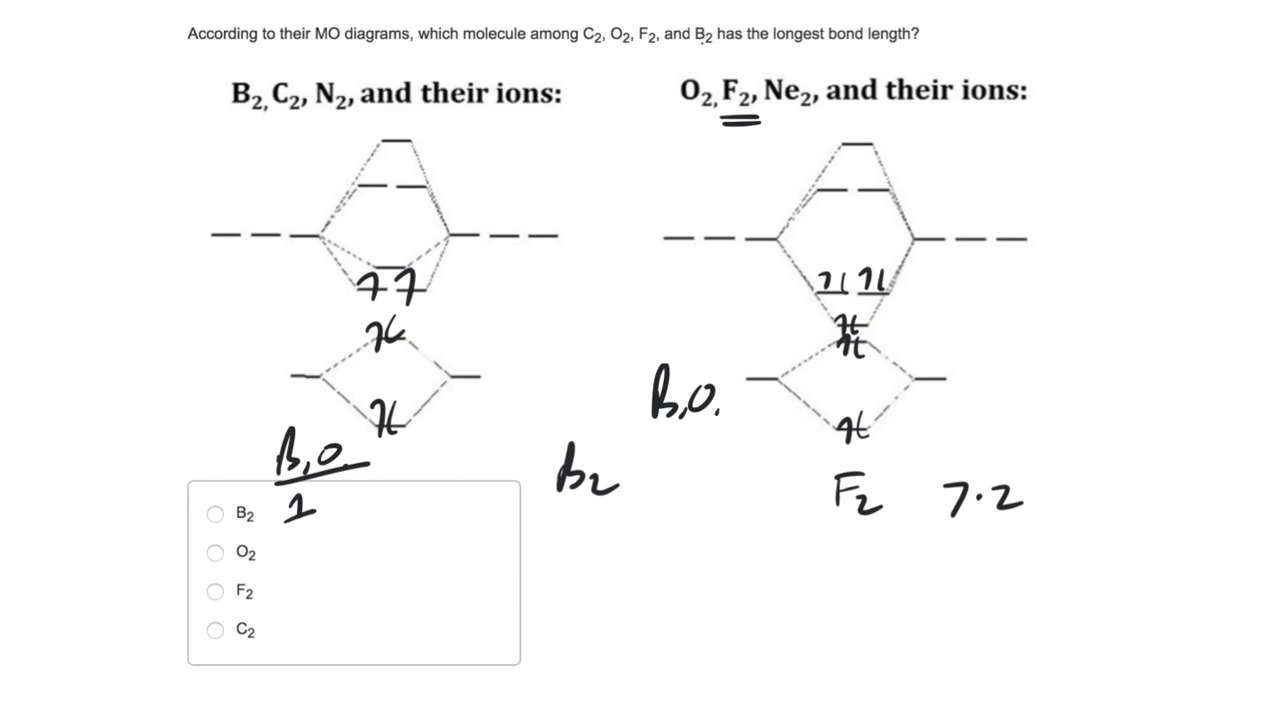 According to their MO diagrams, which molecule among C₂, O₂, F₂, and B₂ has the longest bond length?
B₂, C₂, N₂, and their ions:
O₂, F₂, Ne₂, and their ions:
B.O.
B.O.
1
B₂
F₂ 7·2
B₂
O₂
F₂
C₂